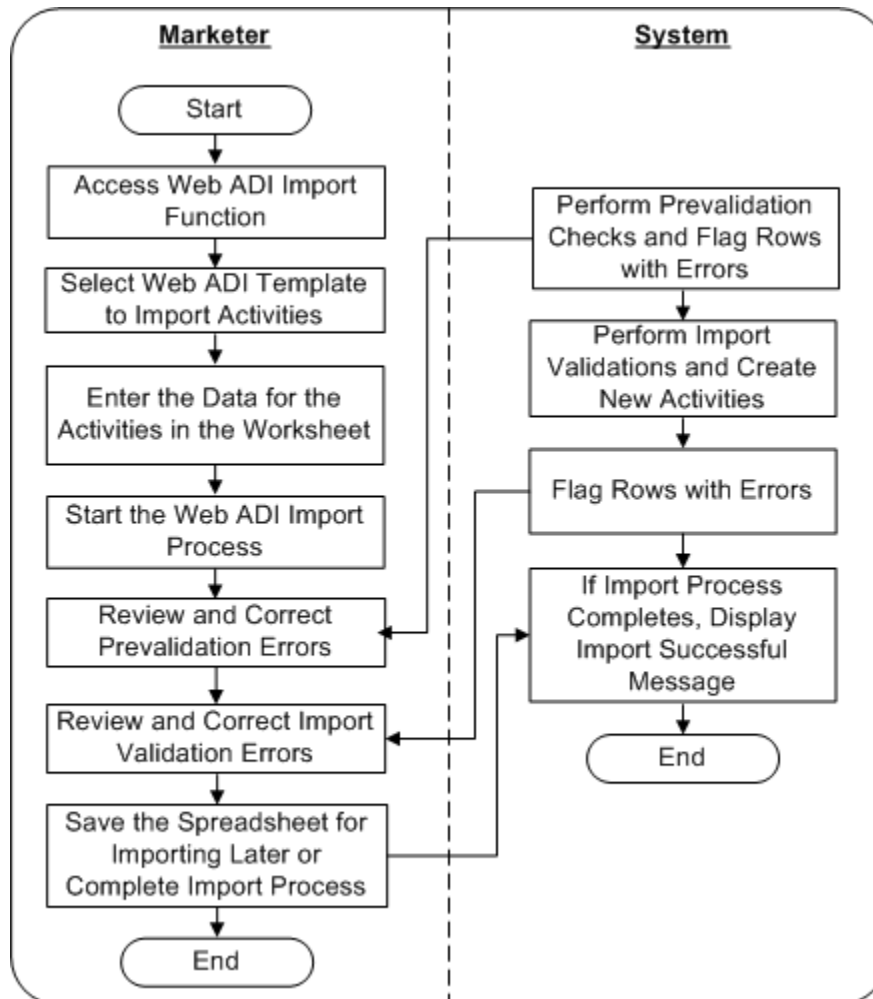 Marketer
Start
Access Web ADI Import
Function
Select Web ADI Template
to Import Activities
Enter the Data for the
Activities in the Worksheet
Start the Web ADI Import
Process
Review and Correct
Prevalidation Errors
Review and Correct Import
Validation Errors
Save the Spreadsheet for
Importing Later or
Complete Import Process
End
System
Perform Prevalidation
Checks and Flag Rows
with Errors
Perform Import
Validations and Create
New Activities
Flag Rows with Errors
If Import Process
Completes, Display
Import Successful
Message
End